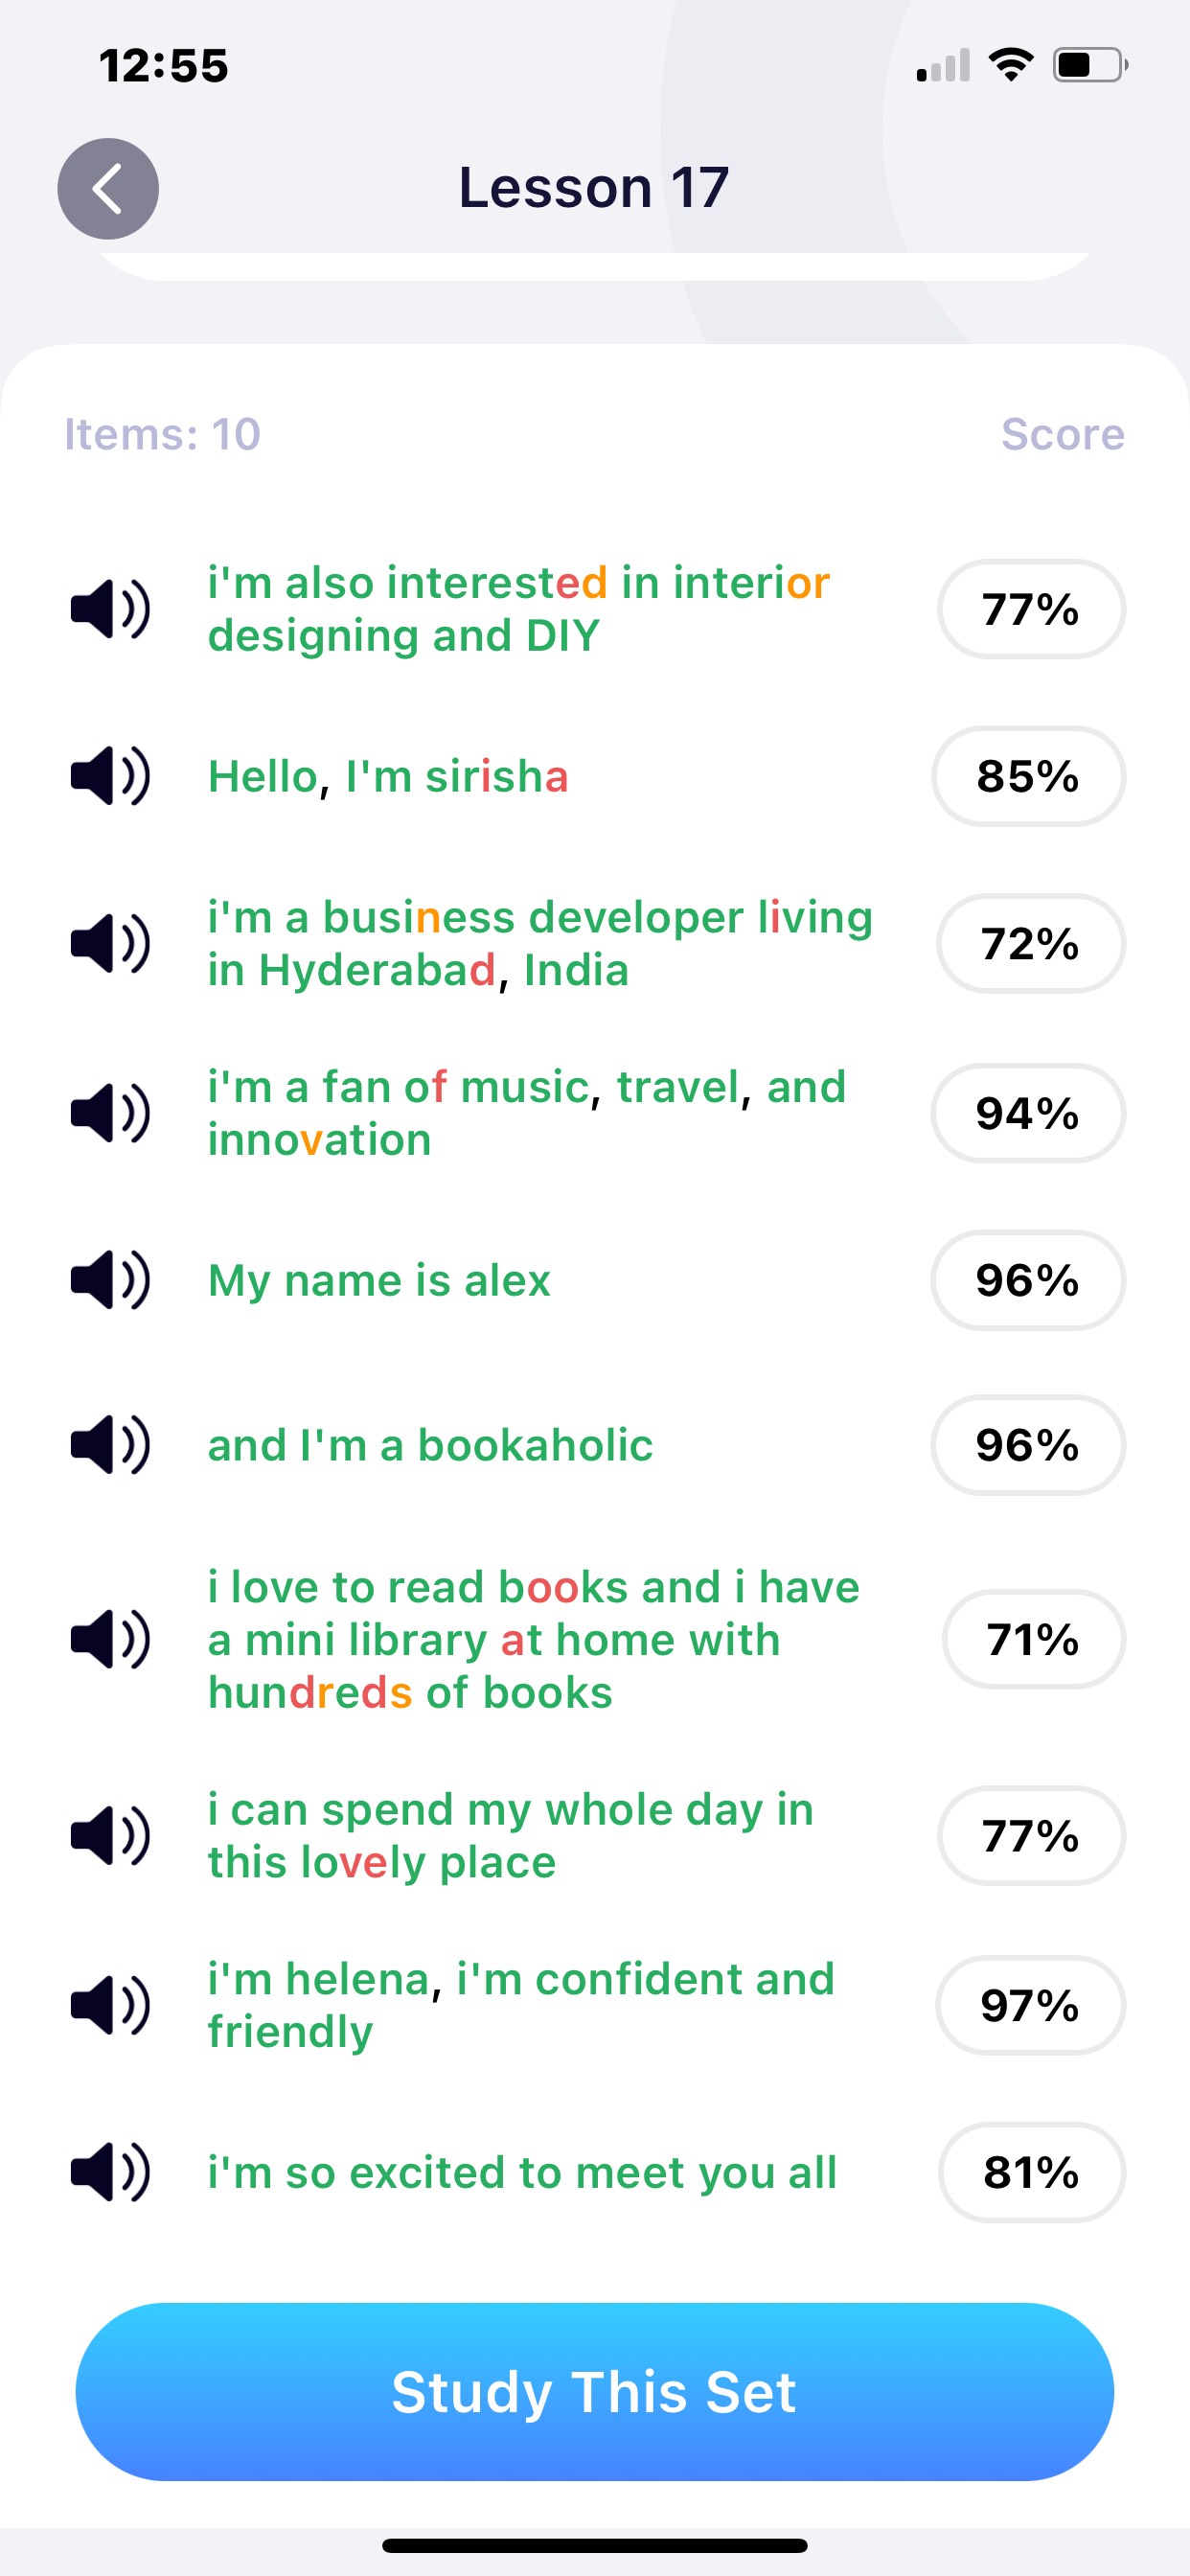 12:55
Lesson 17
Items: 10 Score
i'm also interested in interior
designing and DIY
77%
Hello, I'm sirisha
85%
i'm a business developer living
in Hyderabad, India
72%
i'm a fan of music, travel, and
innovation
94%
My name is alex
96%
and I'm a bookaholic
96%
i love to read books and i have
a mini library at home with
hundreds of books
71%
i can spend my whole day in
this lovely place
77%
i'm helena, i'm confident and
friendly
97%
i'm so excited to meet you all
81%
Study This Set